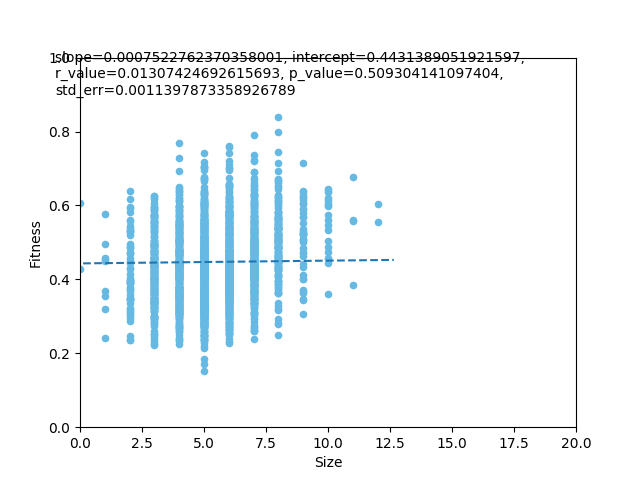 slope=0.0007522762370358001, intercept=0.4431389051921597,
r_value=0.01307424692615693, p_value=0.509304141097404,
std_err=0.0011397873358926789
1.0
0.8
0.6
0.4
0.2
0.0
Fitness
0.0 2.5 5.0 7.5 10.0 12.5 15.0 17.5 20.0
Size